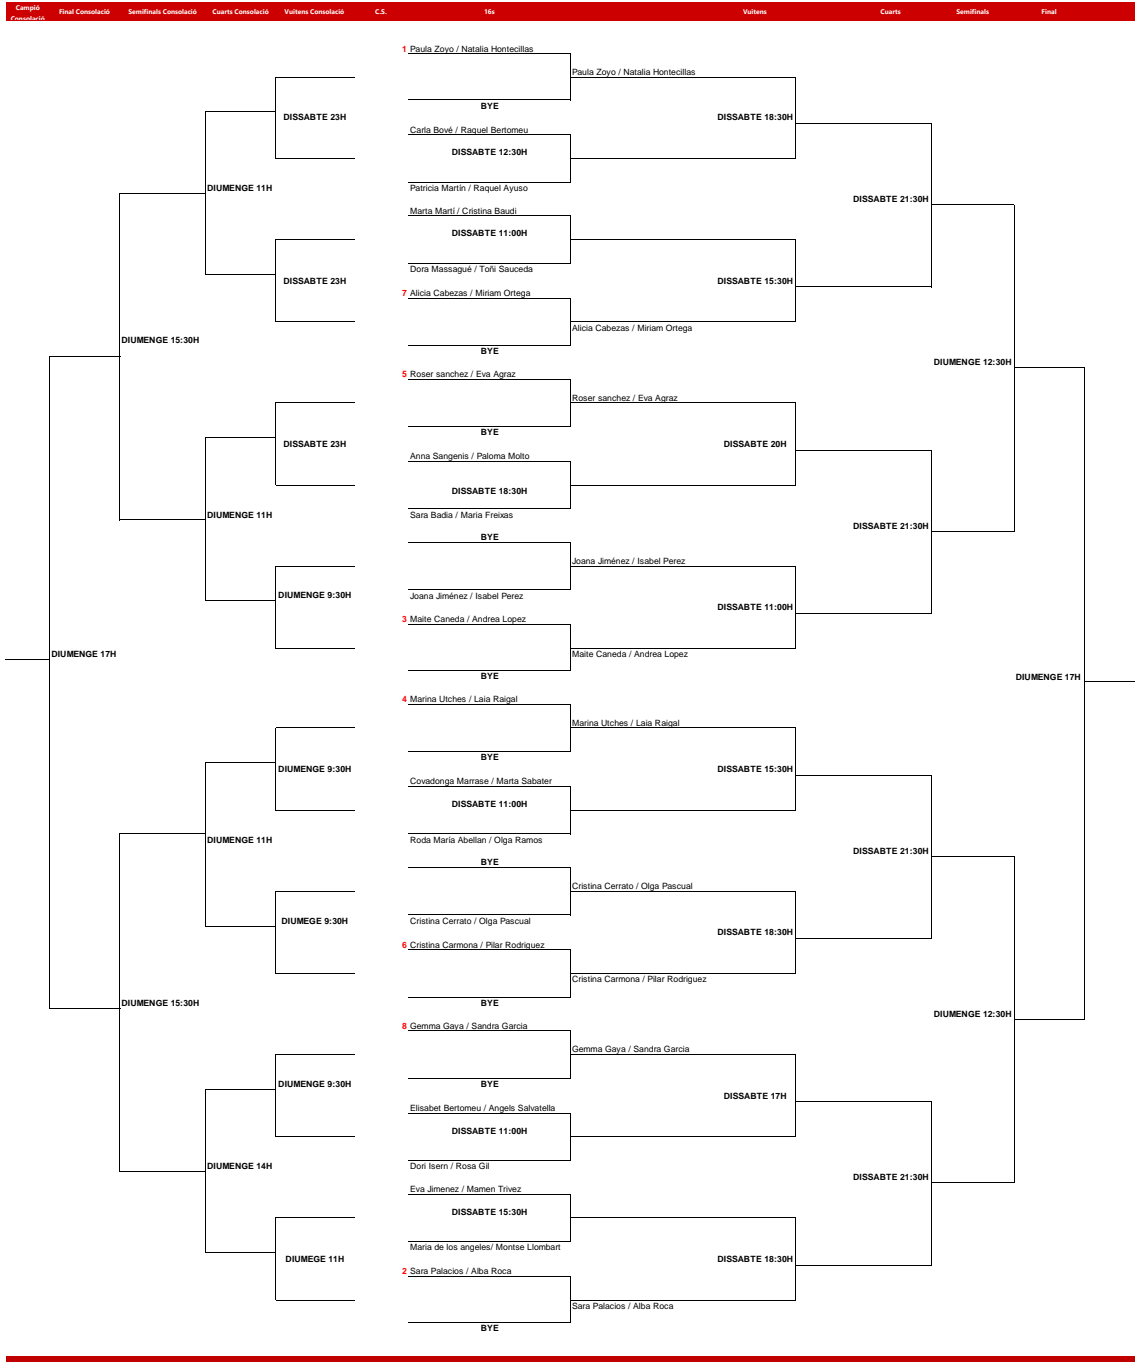 Campió Consolació
Final Consolació
Semifinals Consolació
Cuarts Consolació
Vuitens Consolació
C.S.
16s
Vuitens
Cuarts
Semifinals
Final
1 Paula Zoyo / Natalia Hontecillas
Paula Zoyo / Natalia Hontecillas
BYE
DISSABTE 23H
DISSABTE 18:30H
Carla Bové / Raquel Bertomeu
DISSABTE 12:30H
Patricia Martín / Raquel Ayuso
DIUMENGE 11H
DISSABTE 21:30H
Marta Martí / Cristina Baudi
DISSABTE 11:00H
Dora Massagué / Toñi Sauceda
DISSABTE 23H
DISSABTE 15:30H
7 Alicia Cabezas / Miriam Ortega
Alicia Cabezas / Miriam Ortega
DIUMENGE 15:30H
BYE
DIUMENGE 12:30H
5 Roser sanchez / Eva Agraz
Roser sanchez / Eva Agraz
BYE
DISSABTE 23H
DISSABTE 20H
Anna Sangenis / Paloma Molto
DISSABTE 18:30H
Sara Badia / Maria Freixas
DIUMENGE 11H
DISSABTE 21:30H
BYE
Joana Jiménez / Isabel Perez
Joana Jiménez / Isabel Perez
DIUMENGE 9:30H
DISSABTE 11:00H
3 Maite Caneda / Andrea Lopez
DIUMENGE 17H
Maite Caneda / Andrea Lopez
BYE
DIUMENGE 17H
4 Marina Utches / Laia Raigal
Marina Utches / Laia Raigal
BYE
DIUMENGE 9:30H
DISSABTE 15:30H
Covadonga Marrase / Marta Sabater
DISSABTE 11:00H
Roda María Abellan / Olga Ramos
DIUMENGE 11H
DISSABTE 21:30H
BYE
Cristina Cerrato / Olga Pascual
Cristina Cerrato / Olga Pascual
DIUMEGE 9:30H
DISSABTE 18:30H
6 Cristina Carmona / Pilar Rodriguez
Cristina Carmona / Pilar Rodriguez
DIUMENGE 15:30H
BYE
DIUMENGE 12:30H
8 Gemma Gaya / Sandra Garcia
Gemma Gaya / Sandra Garcia
DIUMENGE 9:30H
BYE
DISSABTE 17H
Elisabet Bertomeu / Angels Salvatella
DISSABTE 11:00H
Dori Isern / Rosa Gil
DIUMENGE 14H
DISSABTE 21:30H
Eva Jimenez / Mamen Trivez
DISSABTE 15:30H
Maria de los angeles/ Montse Llombart
DIUMEGE 11H
DISSABTE 18:30H
2 Sara Palacios / Alba Roca
Sara Palacios / Alba Roca
BYE